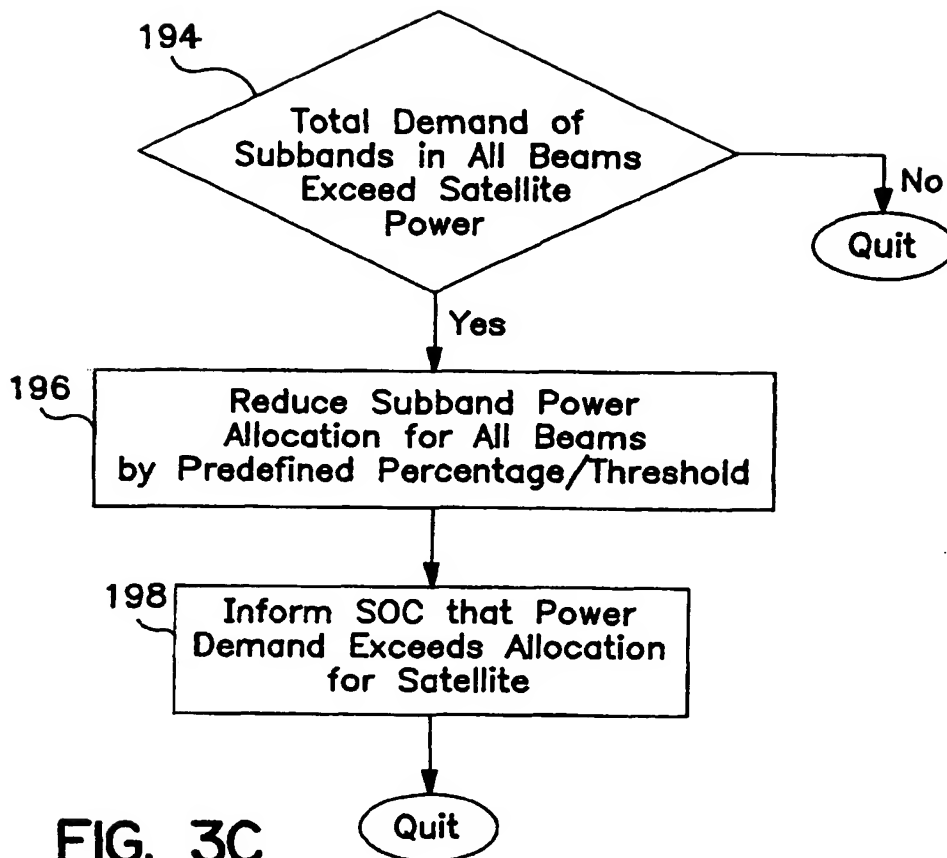 194
Total Demand of
Subbands in All Beams
Exceed Satellite
Power
No
Quit
Yes
196
Reduce Subband Power
Allocation for All Beams
by Predefined Percentage/Threshold
198
Inform SOC that Power
Demand Exceeds Allocation
for Satellite
Quit
FIG. 3C